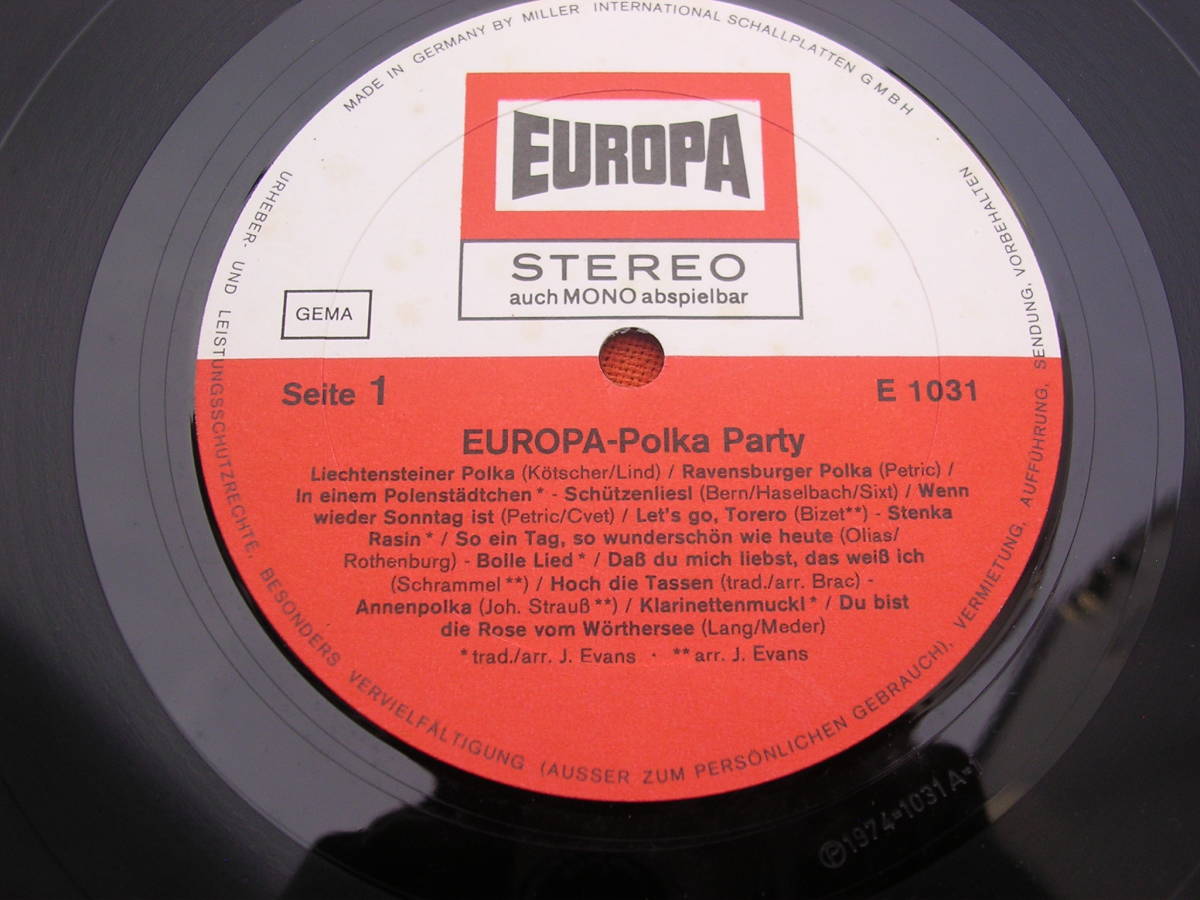 MADE IN GERMANY BY MILLER INTERNATIONAL SCHALLPLATTEN GMBH
EUROPA
STEREO
auch MONO abspielbar
GEMA
Seite 1
E 1031
EUROPA-Polka Party
Liechtensteiner Polka (Kötscher/Lind) / Ravensburger Polka (Petric) /
In einem Polenstädtchen* - Schützenliesl (Bern/Haselbach/Sixt) / Wenn
wieder Sonntag ist (Petric/Cvet) / Let's go, Torero (Bizet**) - Stenka
Rasin* / So ein Tag, so wunderschön wie heute (Olias/
Rothenburg) - Bolle Lied* / Daß du mich liebst, das weiß ich
(Schrammel**) / Hoch die Tassen (trad./arr. Brac) -
Annenpolka (Joh. Strauß**) / Klarinettenmuckl* / Du bist
die Rose vom Wörthersee (Lang/Meder)
*trad./arr. J. Evans · **arr. J. Evans
URHEBER- UND LEISTUNGSSCHUTZRECHTE, BESONDERS VERVIELFÄLTIGUNG (AUSSER ZUM PERSÖNLICHEN GEBRAUCH), VERMIETUNG, AUFFÜHRUNG, SENDUNG, VORBEHALTEN
Ⓟ1974=1031 A-1